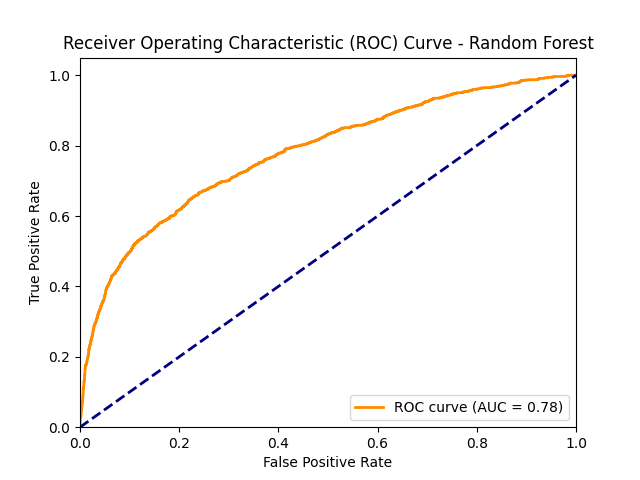 Receiver Operating Characteristic (ROC) Curve - Random Forest
1.0
0.8
0.6
0.4
0.2
0.0
True Positive Rate
ROC curve (AUC = 0.78)
0.0 0.2 0.4 0.6 0.8 1.0
False Positive Rate